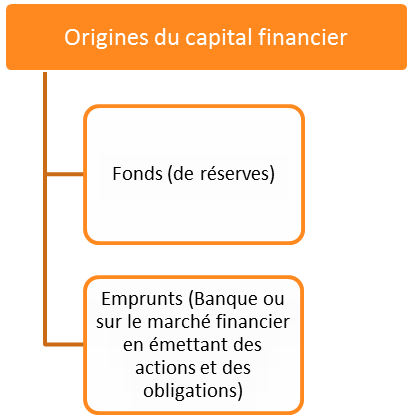 Origines du capital financier
Fonds (de réserves)
Emprunts (Banque ou
sur le marché financier
en émettant des
actions et des
obligations)